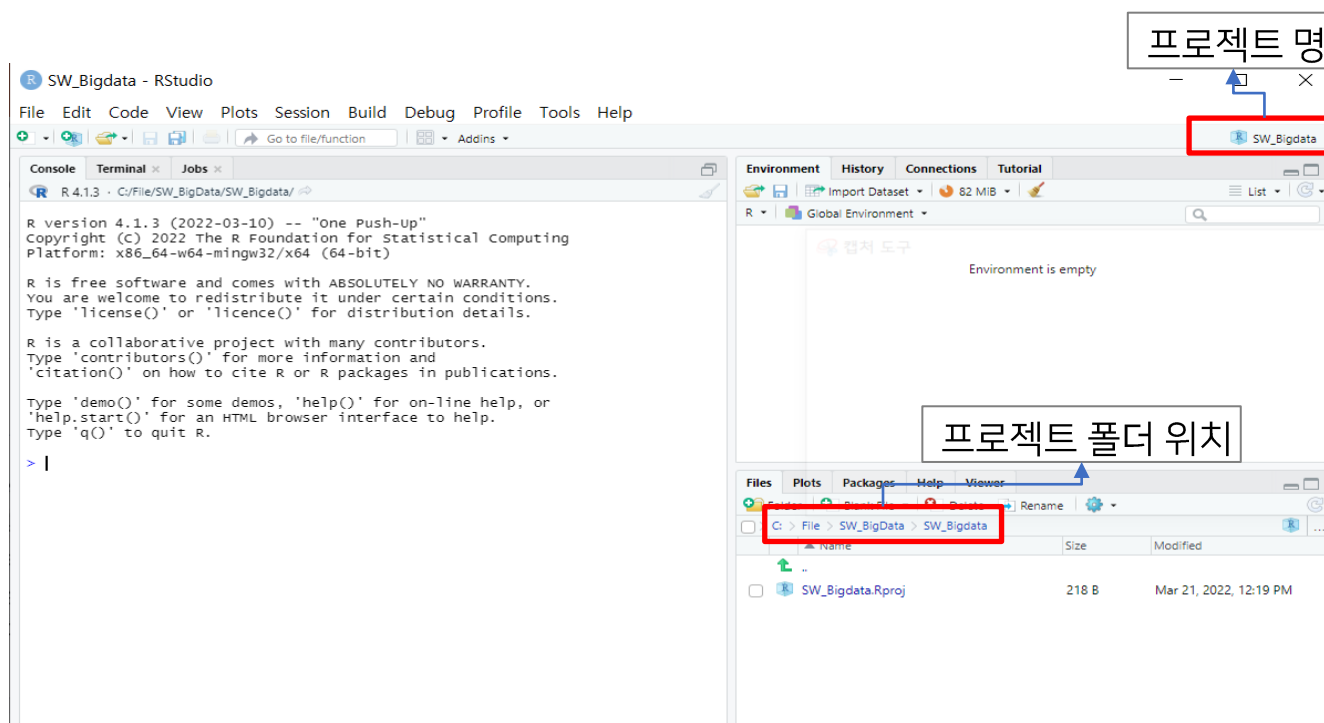 프로젝트 명
SW_Bigdata - RStudio
File Edit Code View Plots Session Build Debug Profile Tools Help
Go to file/function Addins
SW_Bigdata
Console Terminal Jobs
R 4.1.3 · C:/File/SW_BigData/SW_Bigdata/
R version 4.1.3 (2022-03-10) -- "One Push-Up"
Copyright (C) 2022 The R Foundation for Statistical Computing
Platform: x86_64-w64-mingw32/x64 (64-bit)
R is free software and comes with ABSOLUTELY NO WARRANTY.
You are welcome to redistribute it under certain conditions.
Type 'license()' or 'licence()' for distribution details.
R is a collaborative project with many contributors.
Type 'contributors()' for more information and
'citation()' on how to cite R or R packages in publications.
Type 'demo()' for some demos, 'help()' for on-line help, or
'help.start()' for an HTML browser interface to help.
Type 'q()' to quit R.
>
Environment History Connections Tutorial
Import Dataset 82 MiB List
R Global Environment
캡처 도구
Environment is empty
프로젝트 폴더 위치
Files Plots Packages Help Viewer
Folder Delete Rename
C: > File > SW_BigData > SW_Bigdata
Name Size Modified
..
SW_Bigdata.Rproj 218 B Mar 21, 2022, 12:19 PM